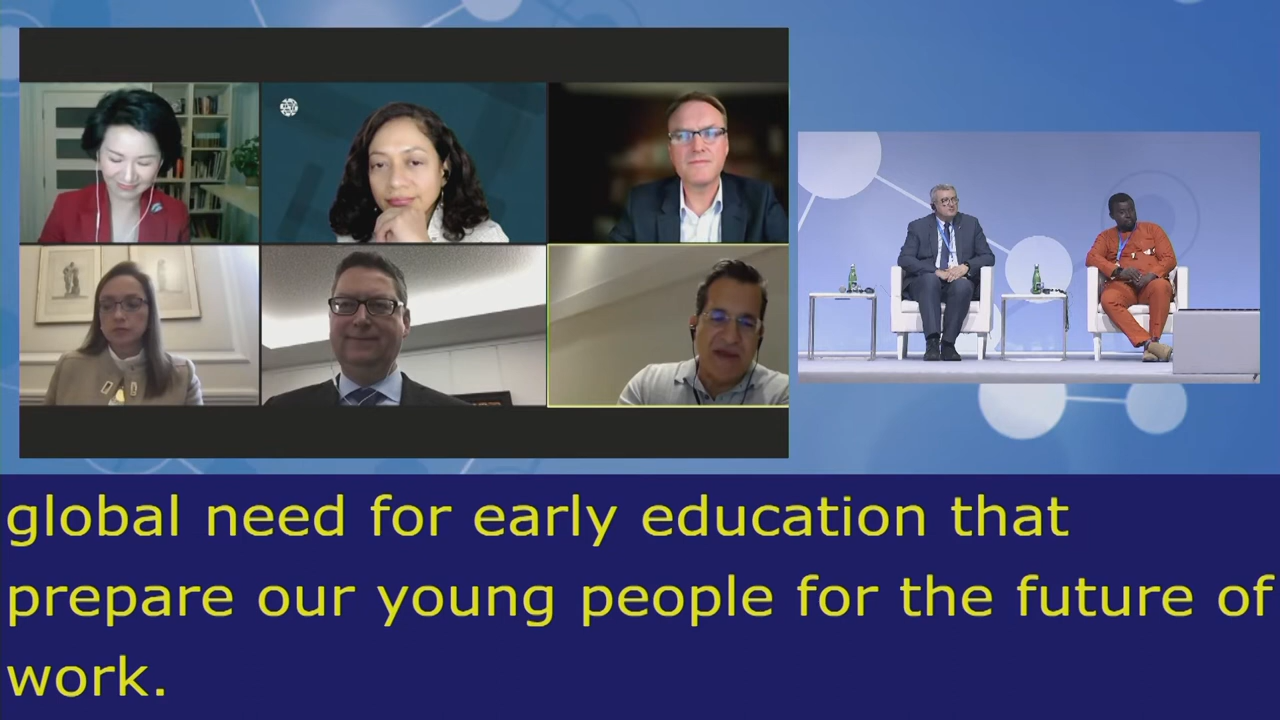 global need for early education that
prepare our young people for the future of
work.